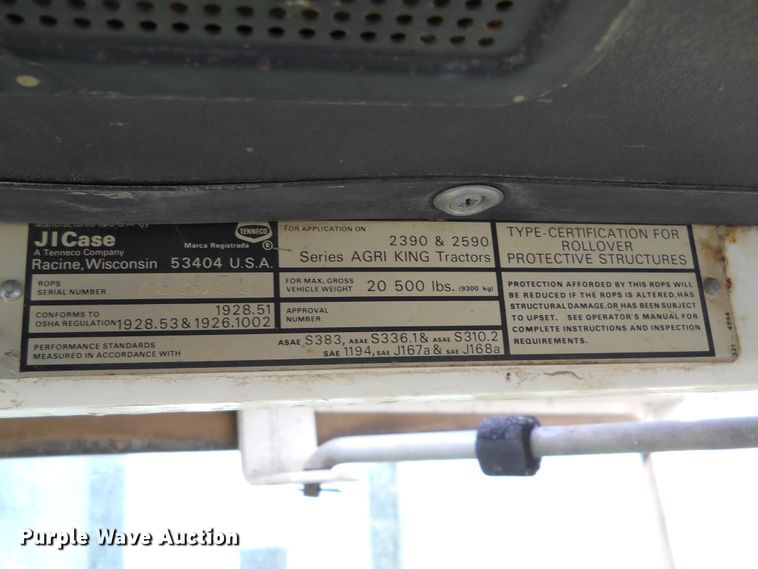 JI Case
A Tenneco Company
Racine, Wisconsin 53404 U.S.A.
TENNECO
®
Marca Registrada
ROPS
SERIAL NUMBER
CONFORMS TO
OSHA REGULATION
1928.51
1928.53 & 1926.1002
FOR APPLICATION ON
2390 & 2590
Series AGRI KING Tractors
FOR MAX. GROSS
VEHICLE WEIGHT 20 500 lbs. (9300 kg)
APPROVAL
NUMBER
PERFORMANCE STANDARDS
MEASURED IN ACCORDANCE WITH
ASAE S383, ASAE S336.1 & ASAE S310.2
SAE 1194, SAE J167a & SAE J168a
TYPE-CERTIFICATION FOR
ROLLOVER
PROTECTIVE STRUCTURES
PROTECTION AFFORDED BY THIS ROPS WILL
BE REDUCED IF THE ROPS IS ALTERED, HAS
STRUCTURAL DAMAGE, OR HAS BEEN SUBJECT
TO UPSET. SEE OPERATOR'S MANUAL FOR
COMPLETE INSTRUCTIONS AND INSPECTION
REQUIREMENTS.
Purple Wave Auction